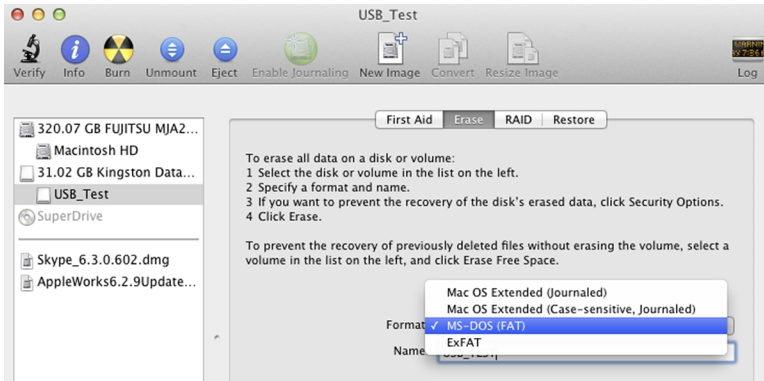 USB_Test
Verify
Info
Burn
Unmount
Eject
Enable Journaling
New Image
Convert
Resize Image
Log
320.07 GB FUJITSU MJA2...
Macintosh HD
31.02 GB Kingston Data...
USB_Test
SuperDrive
Skype_6.3.0.602.dmg
AppleWorks6.2.9Update...
First Aid
Erase
RAID
Restore
To erase all data on a disk or volume:
1 Select the disk or volume in the list on the left.
2 Specify a format and name.
3 If you want to prevent the recovery of the disk's erased data, click Security Options.
4 Click Erase.
To prevent the recovery of previously deleted files without erasing the volume, select a
volume in the list on the left, and click Erase Free Space.
Mac OS Extended (Journaled)
Mac OS Extended (Case-sensitive, Journaled)
Format
✓ MS-DOS (FAT)
ExFAT
Name
USB_TEST